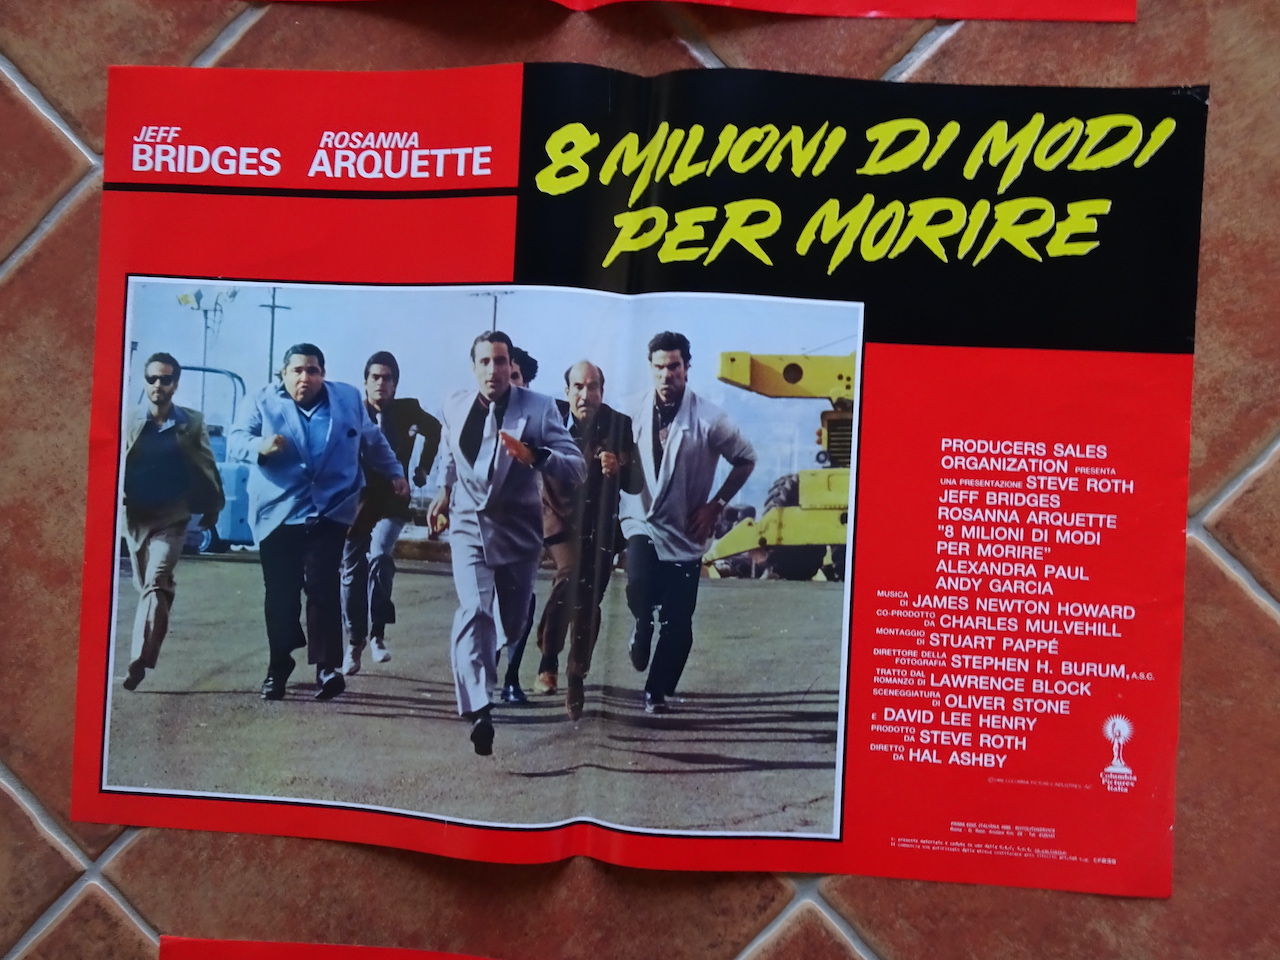 JEFF
BRIDGES
ROSANNA
ARQUETTE
8 MILIONI DI MODI
PER MORIRE
PRODUCERS SALES
ORGANIZATION PRESENTA
UNA PRESENTAZIONE STEVE ROTH
JEFF BRIDGES
ROSANNA ARQUETTE
"8 MILIONI DI MODI
PER MORIRE"
ALEXANDRA PAUL
ANDY GARCIA
MUSICA
DI JAMES NEWTON HOWARD
CO-PRODOTTO
DA CHARLES MULVEHILL
MONTAGGIO
DI STUART PAPPÉ
DIRETTORE DELLA
FOTOGRAFIA STEPHEN H. BURUM, A.S.C.
TRATTO DAL
ROMANZO DI LAWRENCE BLOCK
SCENEGGIATURA
DI OLIVER STONE
E DAVID LEE HENRY
PRODOTTO
DA STEVE ROTH
DIRETTO
DA HAL ASHBY
Columbia
Pictures
Italia